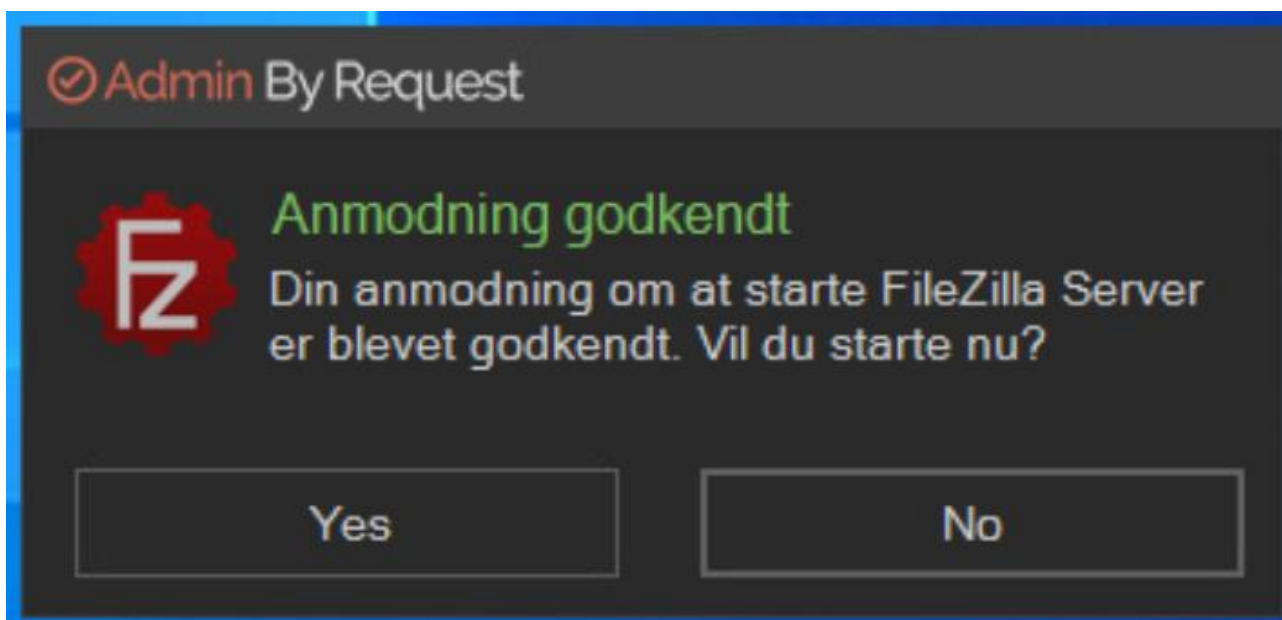 Admin By Request
Fz
Anmodning godkendt
Din anmodning om at starte FileZilla Server
er blevet godkendt. Vil du starte nu?
Yes
No